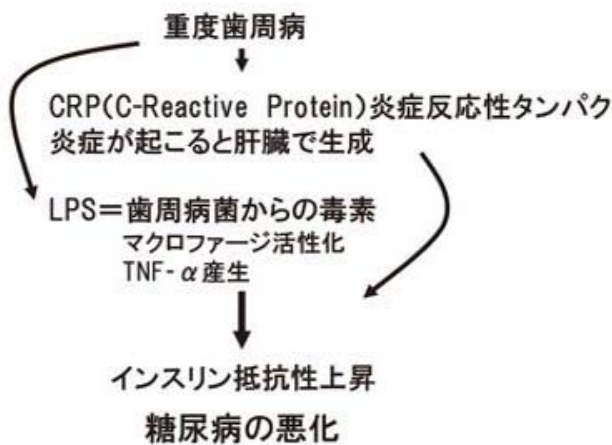 重度歯周病
CRP(C-Reactive Protein)炎症反応性タンパク
炎症が起こると肝臓で生成
LPS=歯周病菌からの毒素
マクロファージ活性化
TNF-α産生
インスリン抵抗性上昇
糖尿病の悪化